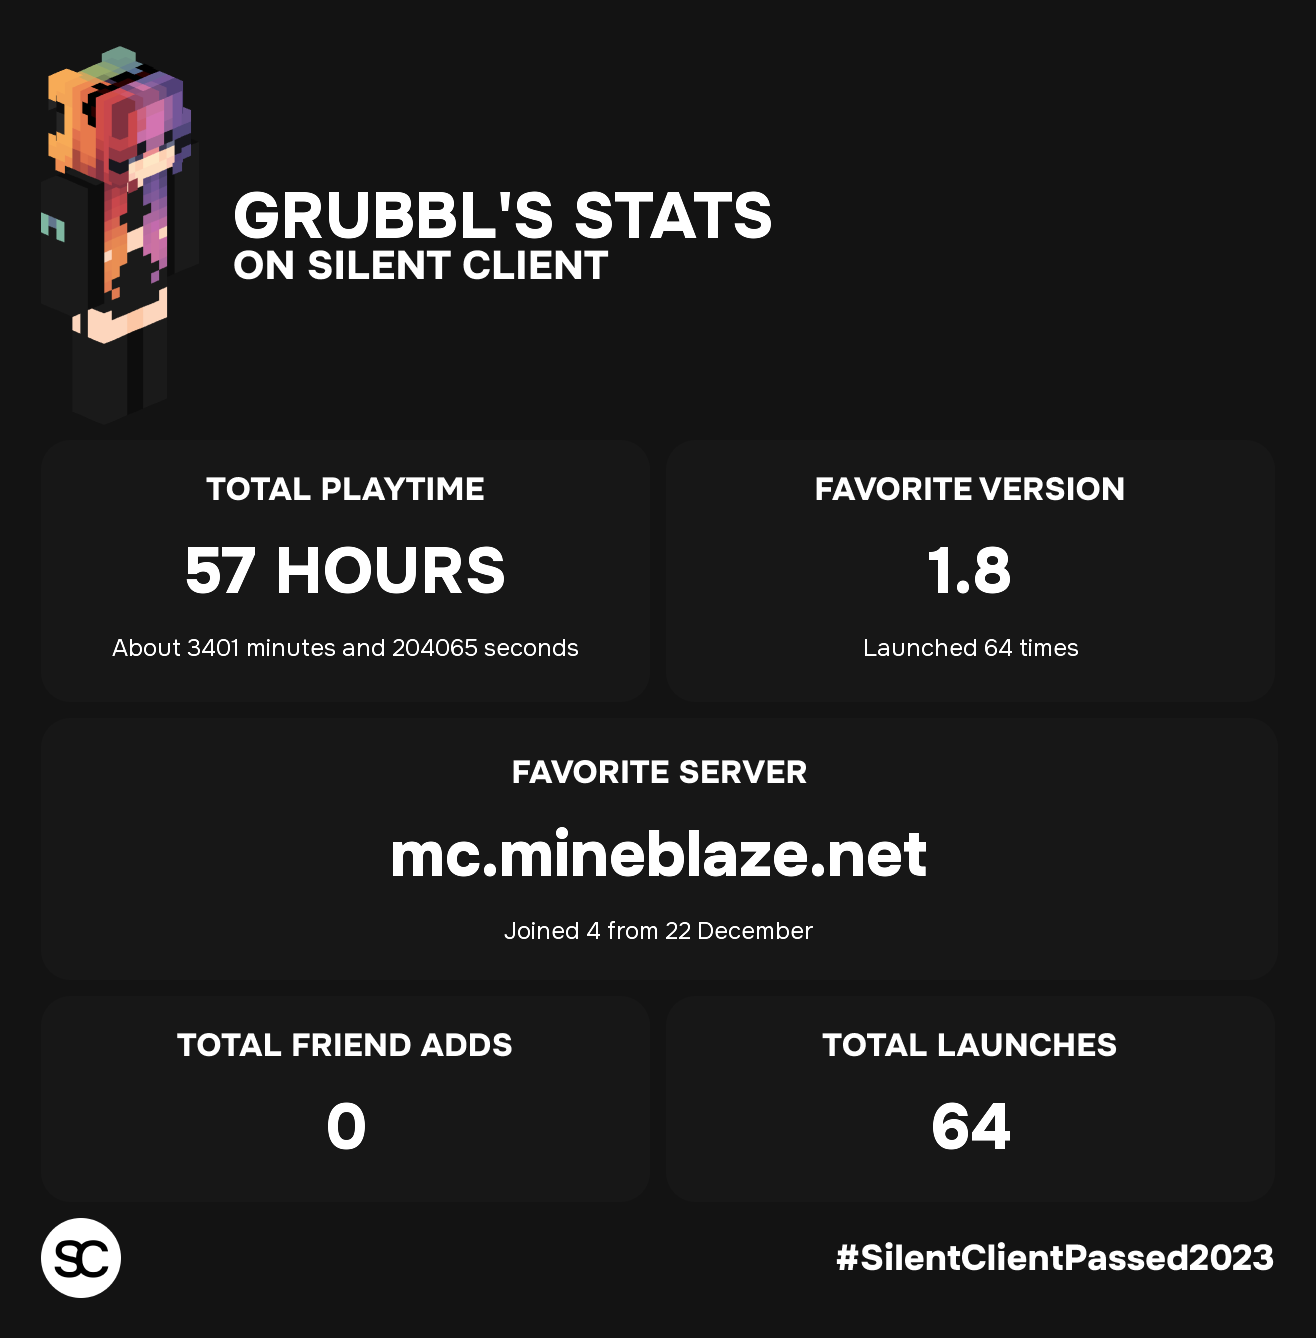 GRUBBL'S STATS
ON SILENT CLIENT
TOTAL PLAYTIME
57 HOURS
About 3401 minutes and 204065 seconds
FAVORITE VERSION
1.8
Launched 64 times
FAVORITE SERVER
mc.mineblaze.net
Joined 4 from 22 December
TOTAL FRIEND ADDS
0
TOTAL LAUNCHES
64
SC
#SilentClientPassed2023